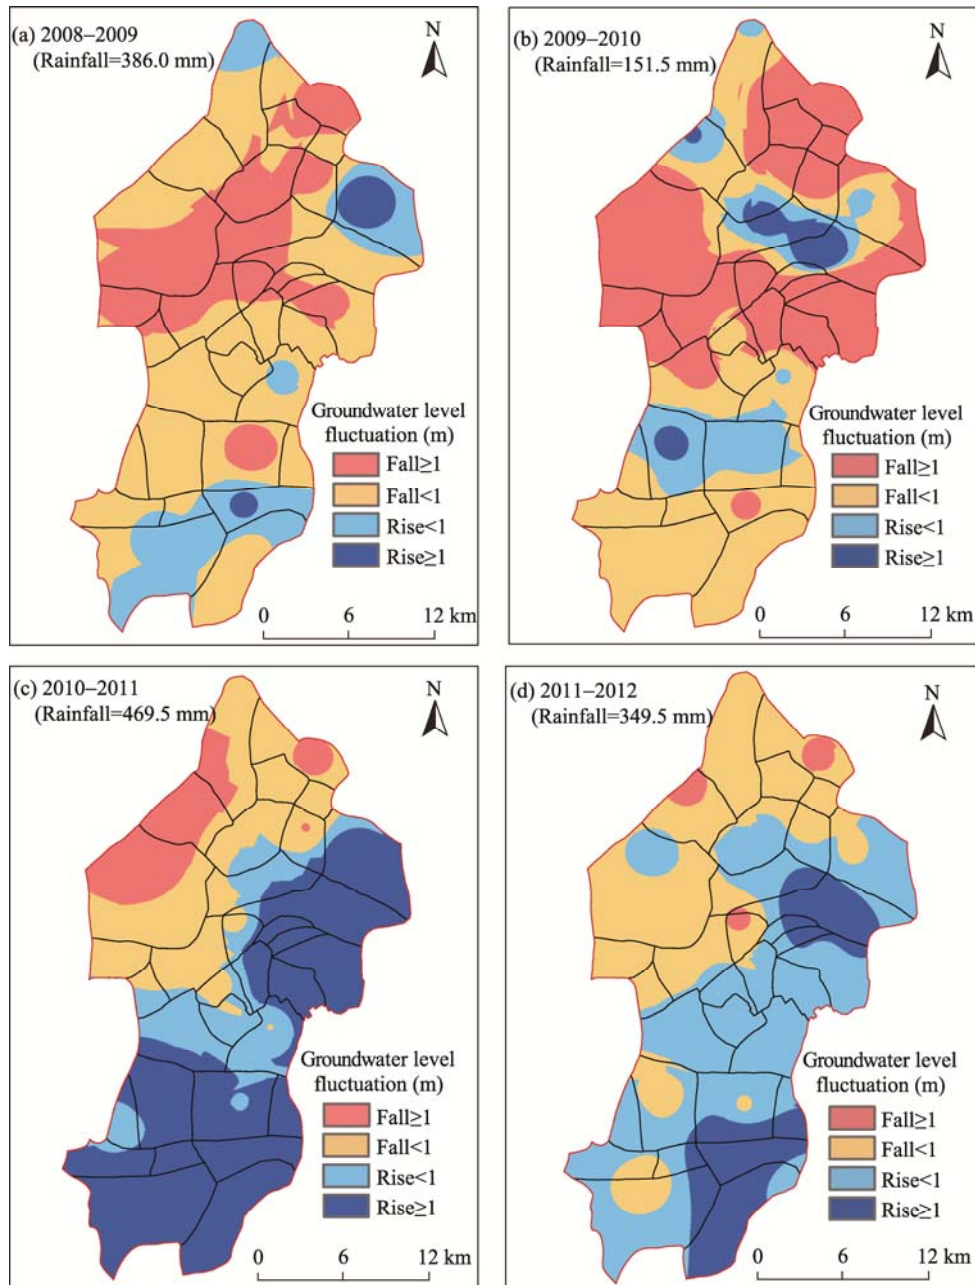 (a) 2008–2009
(Rainfall=386.0 mm)
N
Groundwater level
fluctuation (m)
Fall≥1
Fall<1
Rise<1
Rise≥1
0 6 12 km
(b) 2009–2010
(Rainfall=151.5 mm)
N
Groundwater level
fluctuation (m)
Fall≥1
Fall<1
Rise<1
Rise≥1
0 6 12 km
(c) 2010–2011
(Rainfall=469.5 mm)
N
Groundwater level
fluctuation (m)
Fall≥1
Fall<1
Rise<1
Rise≥1
0 6 12 km
(d) 2011–2012
(Rainfall=349.5 mm)
N
Groundwater level
fluctuation (m)
Fall≥1
Fall<1
Rise<1
Rise≥1
0 6 12 km